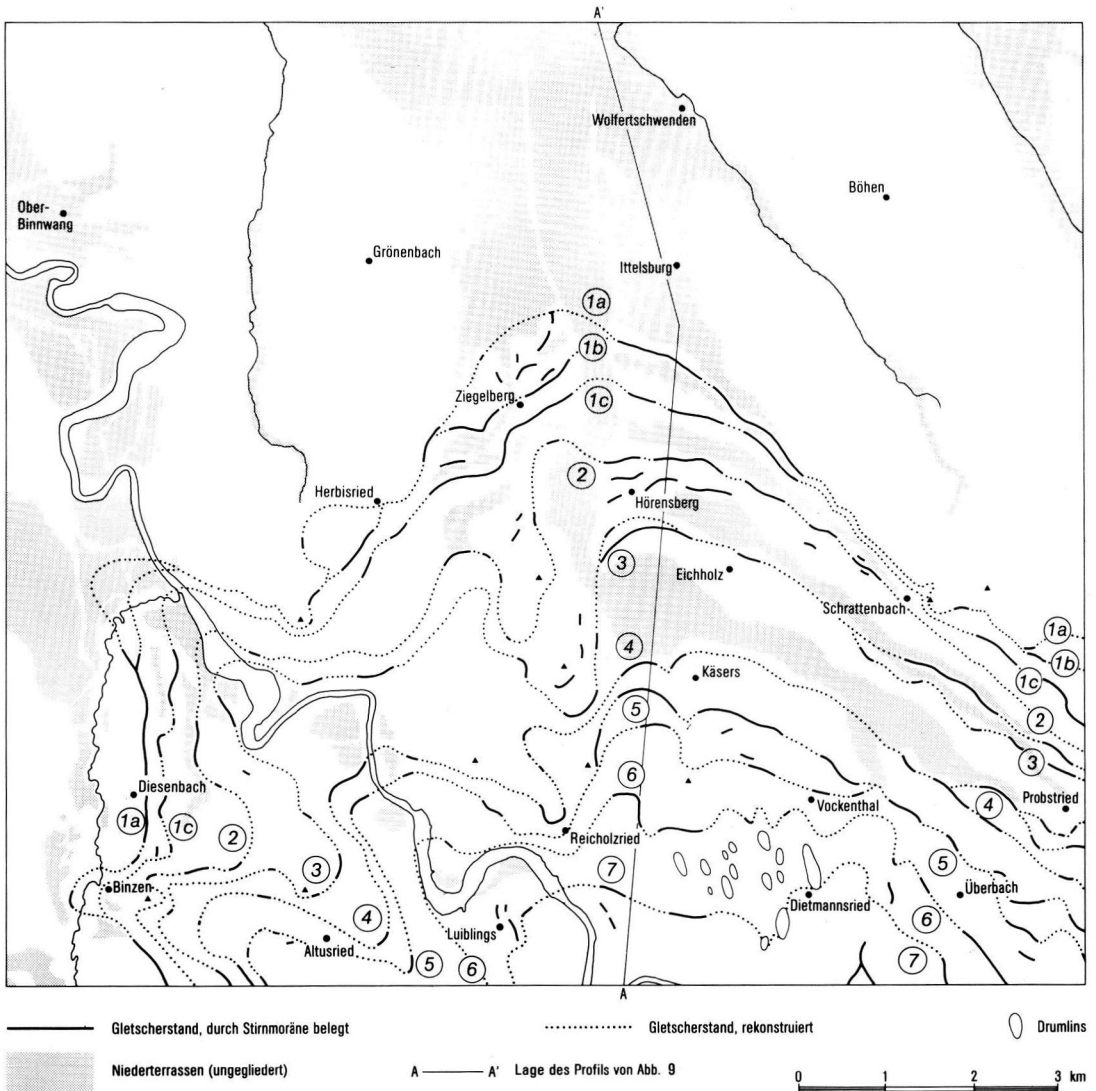 A'
Wolfertschwenden
Böhen
Ober-
Binnwang
Grönenbach
Ittelsburg
1a
1b
Ziegelberg
1c
2
Herbisried
Hörensberg
3
Eichholz
Schrattenbach
1a
1b
4
Käsers
1c
5
2
3
6
Diesenbach
Vockenthal
4
Probstried
1a
1c
2
Reicholzried
5
7
3
Binzen
Dietmannsried
Überbach
4
6
Altusried
Luiblings
5
6
7
A
Gletscherstand, durch Stirnmoräne belegt
Gletscherstand, rekonstruiert
Drumlins
Niederterrassen (ungegliedert)
A A' Lage des Profils von Abb. 9
0 1 2 3 km